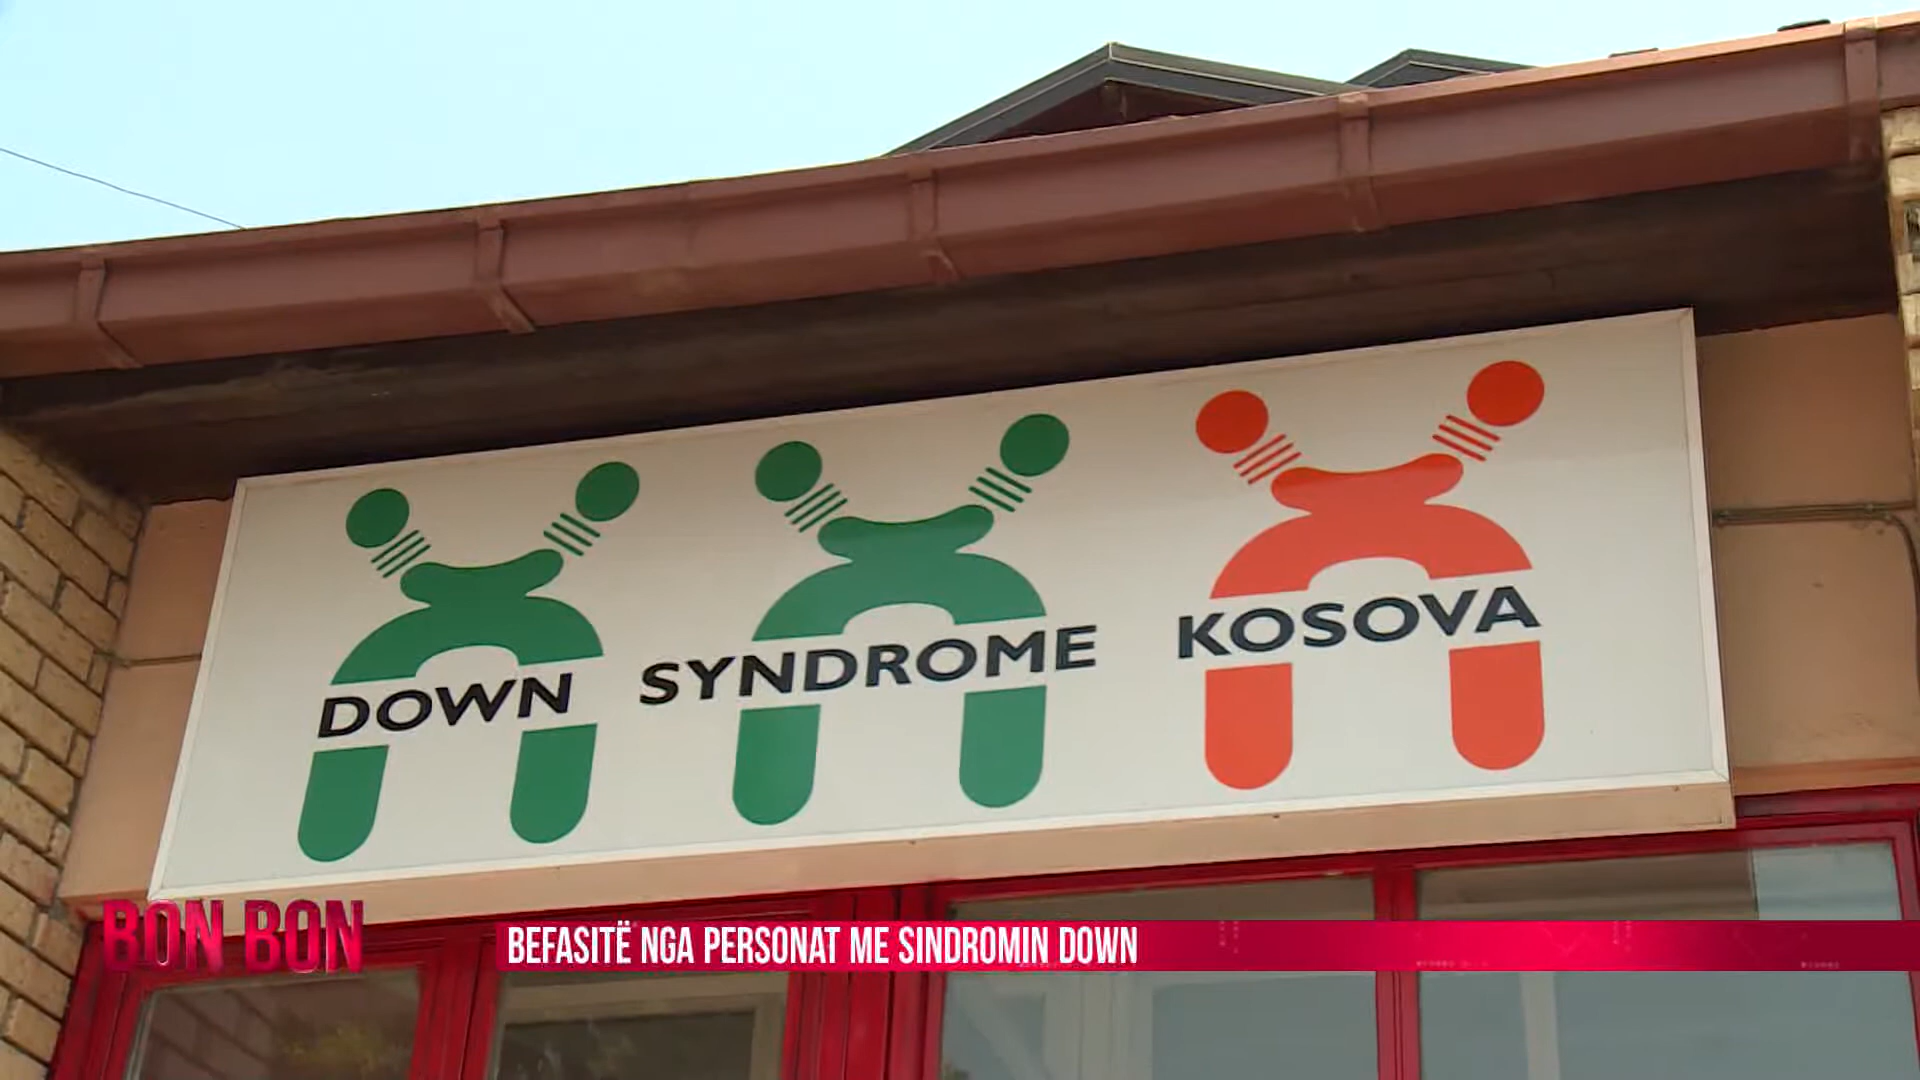 DOWN SYNDROME KOSOVA
BON BON
BEFASITË NGA PERSONAT ME SINDROMIN DOWN